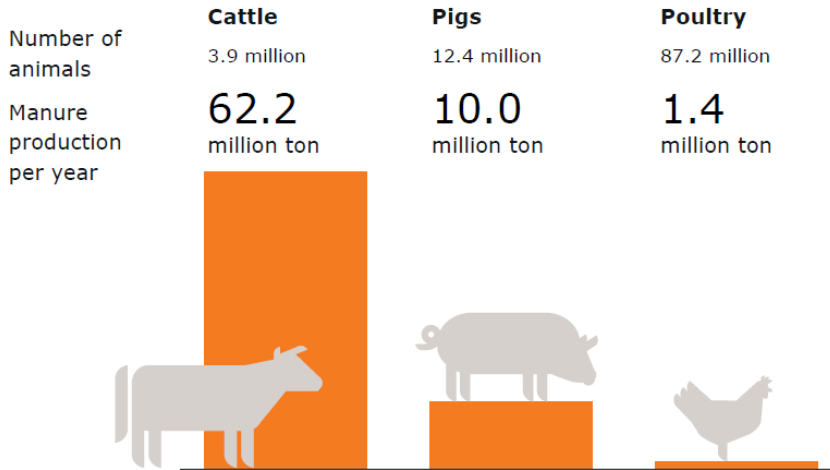 Cattle
Pigs
Poultry
Number of
animals
3.9 million
12.4 million
87.2 million
Manure
production
per year
62.2
million ton
10.0
million ton
1.4
million ton